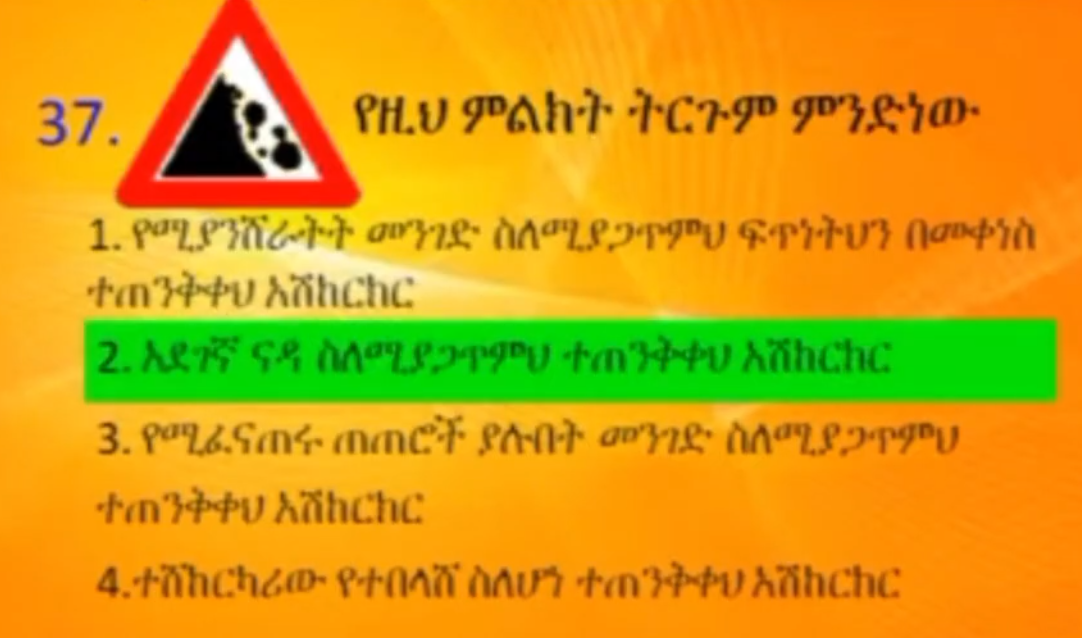 37. የዚህ ምልክት ትርጉም ምንድነው
1. የሚያንሸራትት መንገድ ስለሚያጋጥምህ ፍጥነትህን በመቀነስ
ተጠንቅቀህ አሽከርክር
2. አደገኛ ናዳ ስለሚያጋጥምህ ተጠንቅቀህ አሽከርክር
3. የሚፈናጠሩ ጠጠሮች ያሉበት መንገድ ስለሚያጋጥምህ
ተጠንቅቀህ አሽከርክር
4.ተሽከርካሪው የተበላሸ ስለሆነ ተጠንቅቀህ አሽከርክር